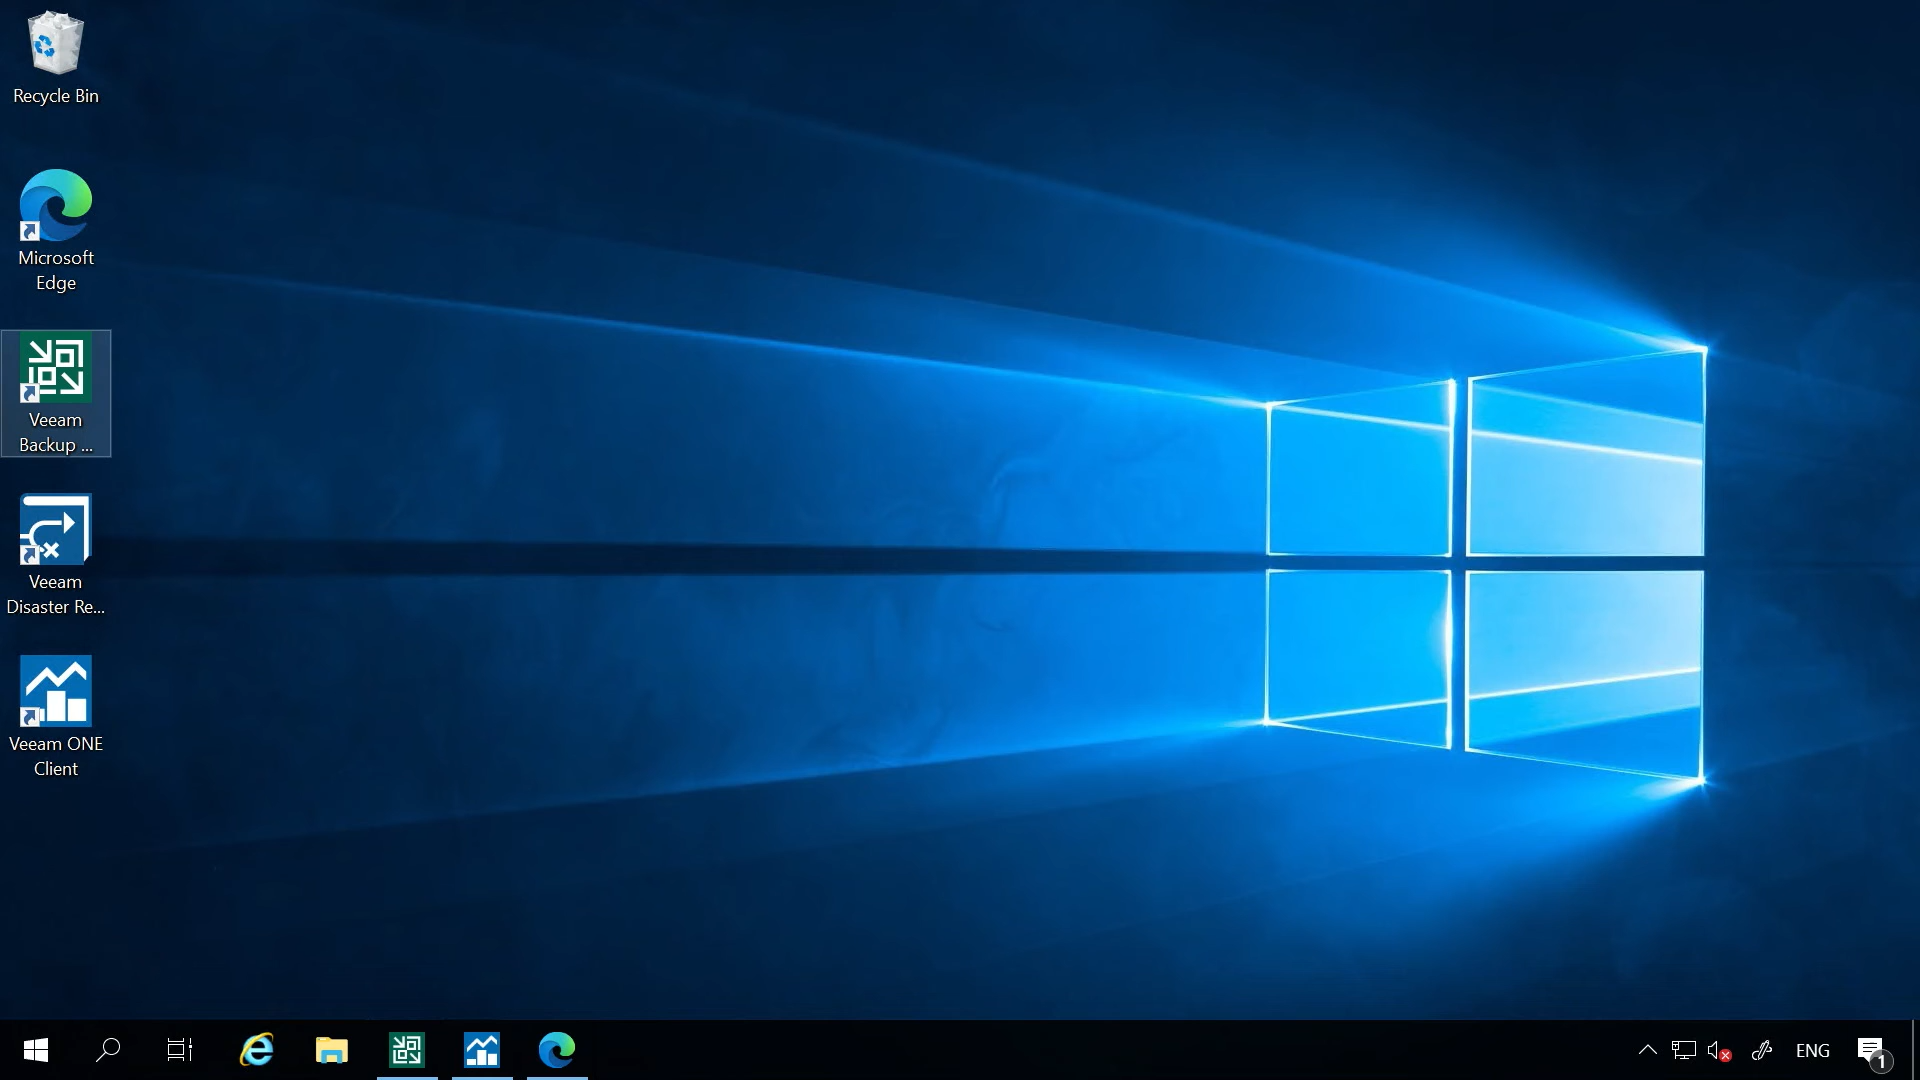 Recycle Bin
Microsoft
Edge
Veeam
Backup ...
Veeam
Disaster Re...
Veeam ONE
Client
ENG
1